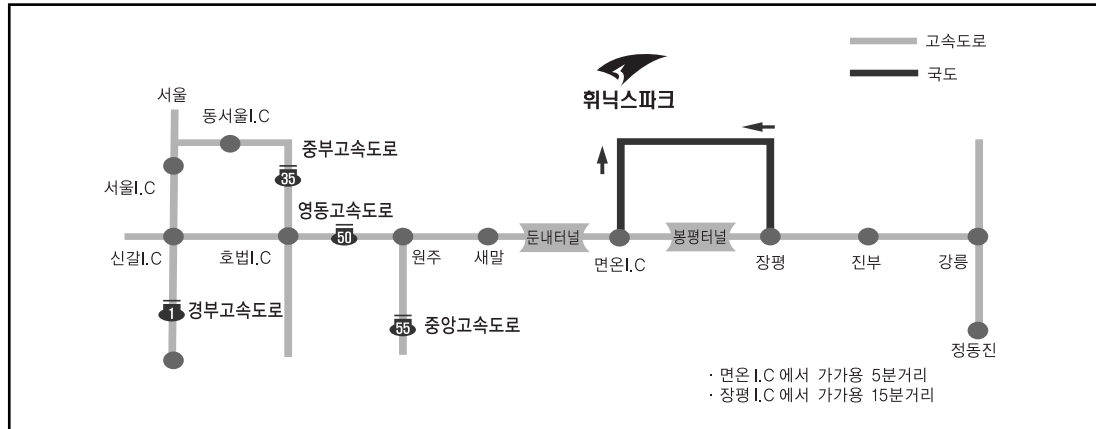 고속도로
국도
휘닉스파크
서울
동서울I.C
중부고속도로
35
서울I.C
영동고속도로
50
둔내터널
봉평터널
신갈I.C
호법I.C
원주
새말
면온I.C
장평
진부
강릉
1
경부고속도로
55
중앙고속도로
정동진
· 면온 I.C 에서 가가용 5분거리
· 장평 I.C 에서 가가용 15분거리